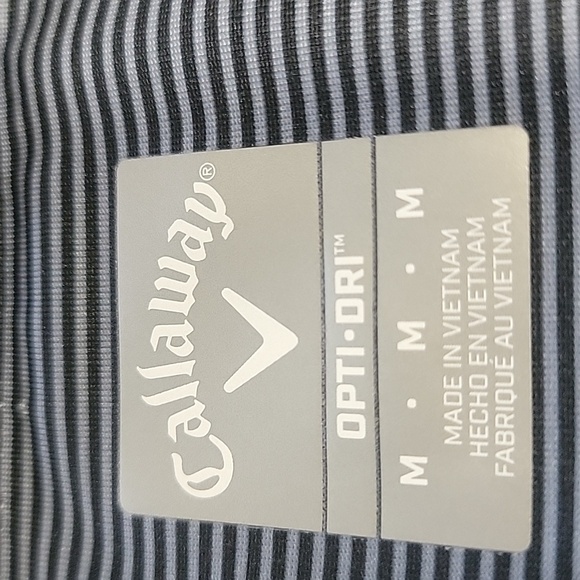 Callaway®
OPTI•DRI™
M • M • M
MADE IN VIETNAM
HECHO EN VIETNAM
FABRIQUÉ AU VIETNAM